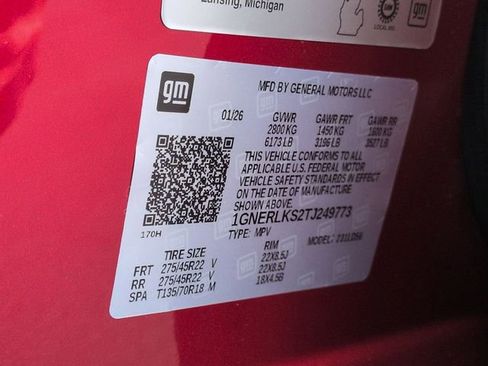 Lansing, Michigan
gm
gm
MFD BY GENERAL MOTORS LLC
01/26 GVWR GAWR FRT GAWR RR
2800 KG 1450 KG 1600 KG
6173 LB 3196 LB 3527 LB
THIS VEHICLE CONFORMS TO ALL
APPLICABLE U.S. FEDERAL MOTOR
VEHICLE SAFETY STANDARDS IN EFFECT
ON THE DATE OF MANUFACTURE
SHOWN ABOVE.
1GNERLKS2TJ249773
170H
TYPE: MPV MODEL:
TIRE SIZE RIM
FRT 275/45R22 V 22X8.5J
RR 275/45R22 V 22X8.5J
SPA T135/70R18 M 18X4.5B